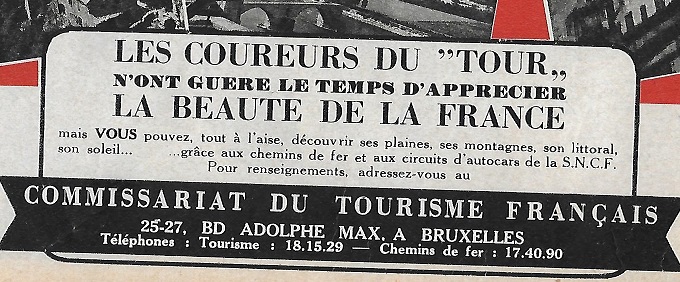 LES COUREURS DU "TOUR„
N'ONT GUERE LE TEMPS D'APPRECIER
LA BEAUTE DE LA FRANCE
mais VOUS pouvez, tout à l'aise, découvrir ses plaines, ses montagnes, son littoral,
son soleil... ...grâce aux chemins de fer et aux circuits d'autocars de la S.N.C.F.
Pour renseignements, adressez-vous au
COMMISSARIAT DU TOURISME FRANÇAIS
25-27, BD ADOLPHE MAX, A BRUXELLES
Téléphones : Tourisme : 18.15.29 — Chemins de fer : 17.40.90